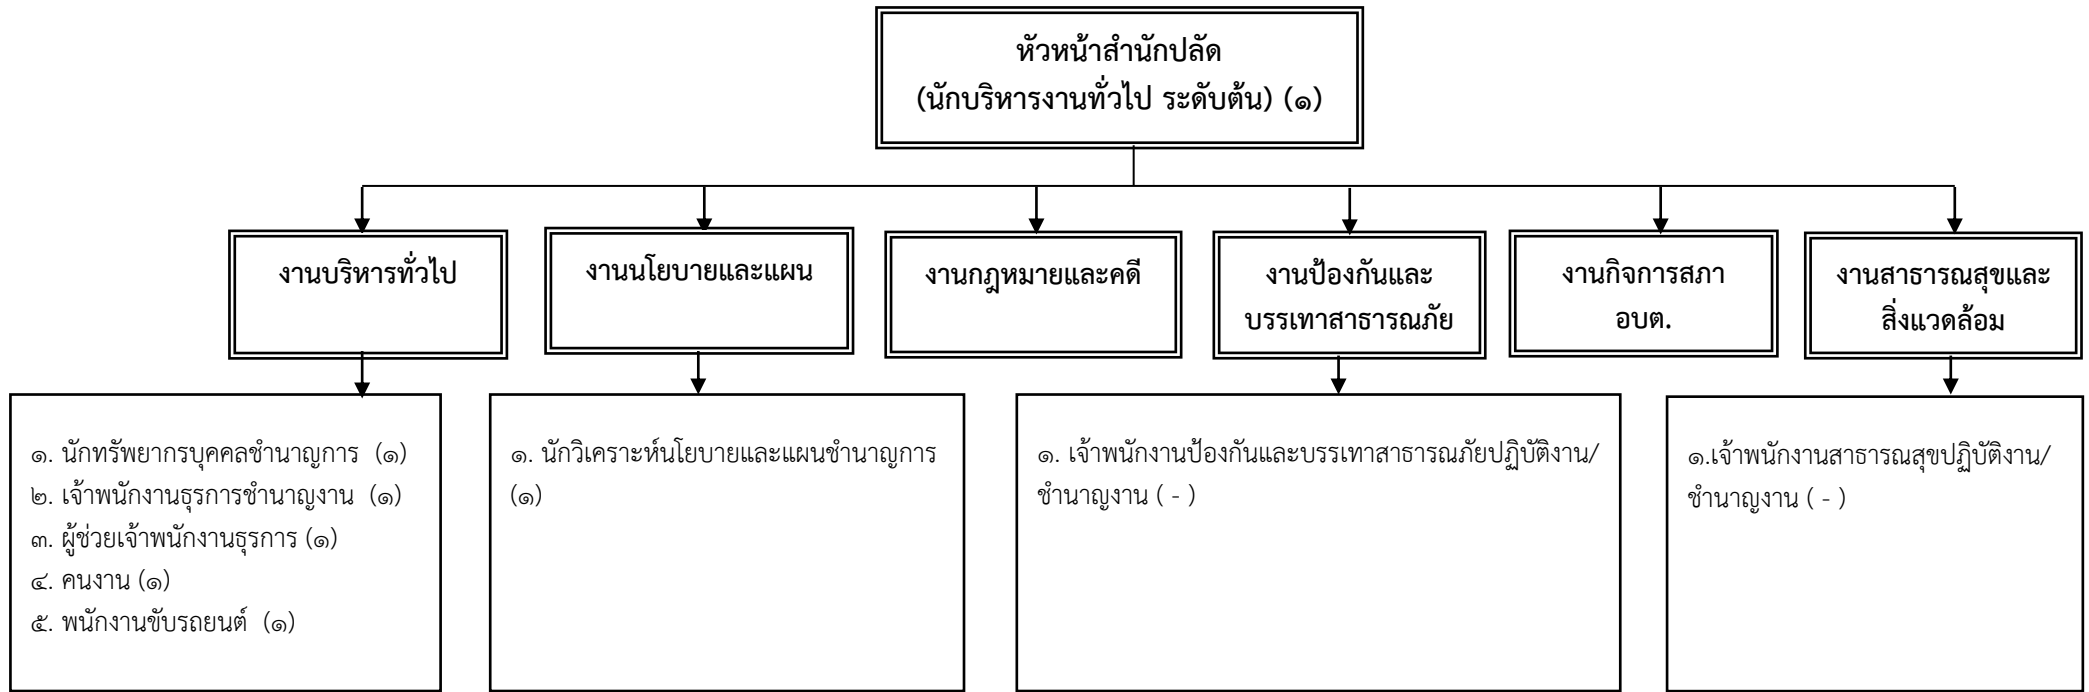 หัวหน้าสำนักปลัด
(นักบริหารงานทั่วไป ระดับต้น) (๑)
งานบริหารทั่วไป
งานนโยบายและแผน
งานกฎหมายและคดี
งานป้องกันและ
บรรเทาสาธารณภัย
งานกิจการสภา
อบต.
งานสาธารณสุขและ
สิ่งแวดล้อม
๑. นักทรัพยากรบุคคลชำนาญการ (๑)
๒. เจ้าพนักงานธุรการชำนาญงาน (๑)
๓. ผู้ช่วยเจ้าพนักงานธุรการ (๑)
๔. คนงาน (๑)
๕. พนักงานขับรถยนต์ (๑)
๑. นักวิเคราะห์นโยบายและแผนชำนาญการ
(๑)
๑. เจ้าพนักงานป้องกันและบรรเทาสาธารณภัยปฏิบัติงาน/
ชำนาญงาน ( - )
๑.เจ้าพนักงานสาธารณสุขปฏิบัติงาน/
ชำนาญงาน ( - )